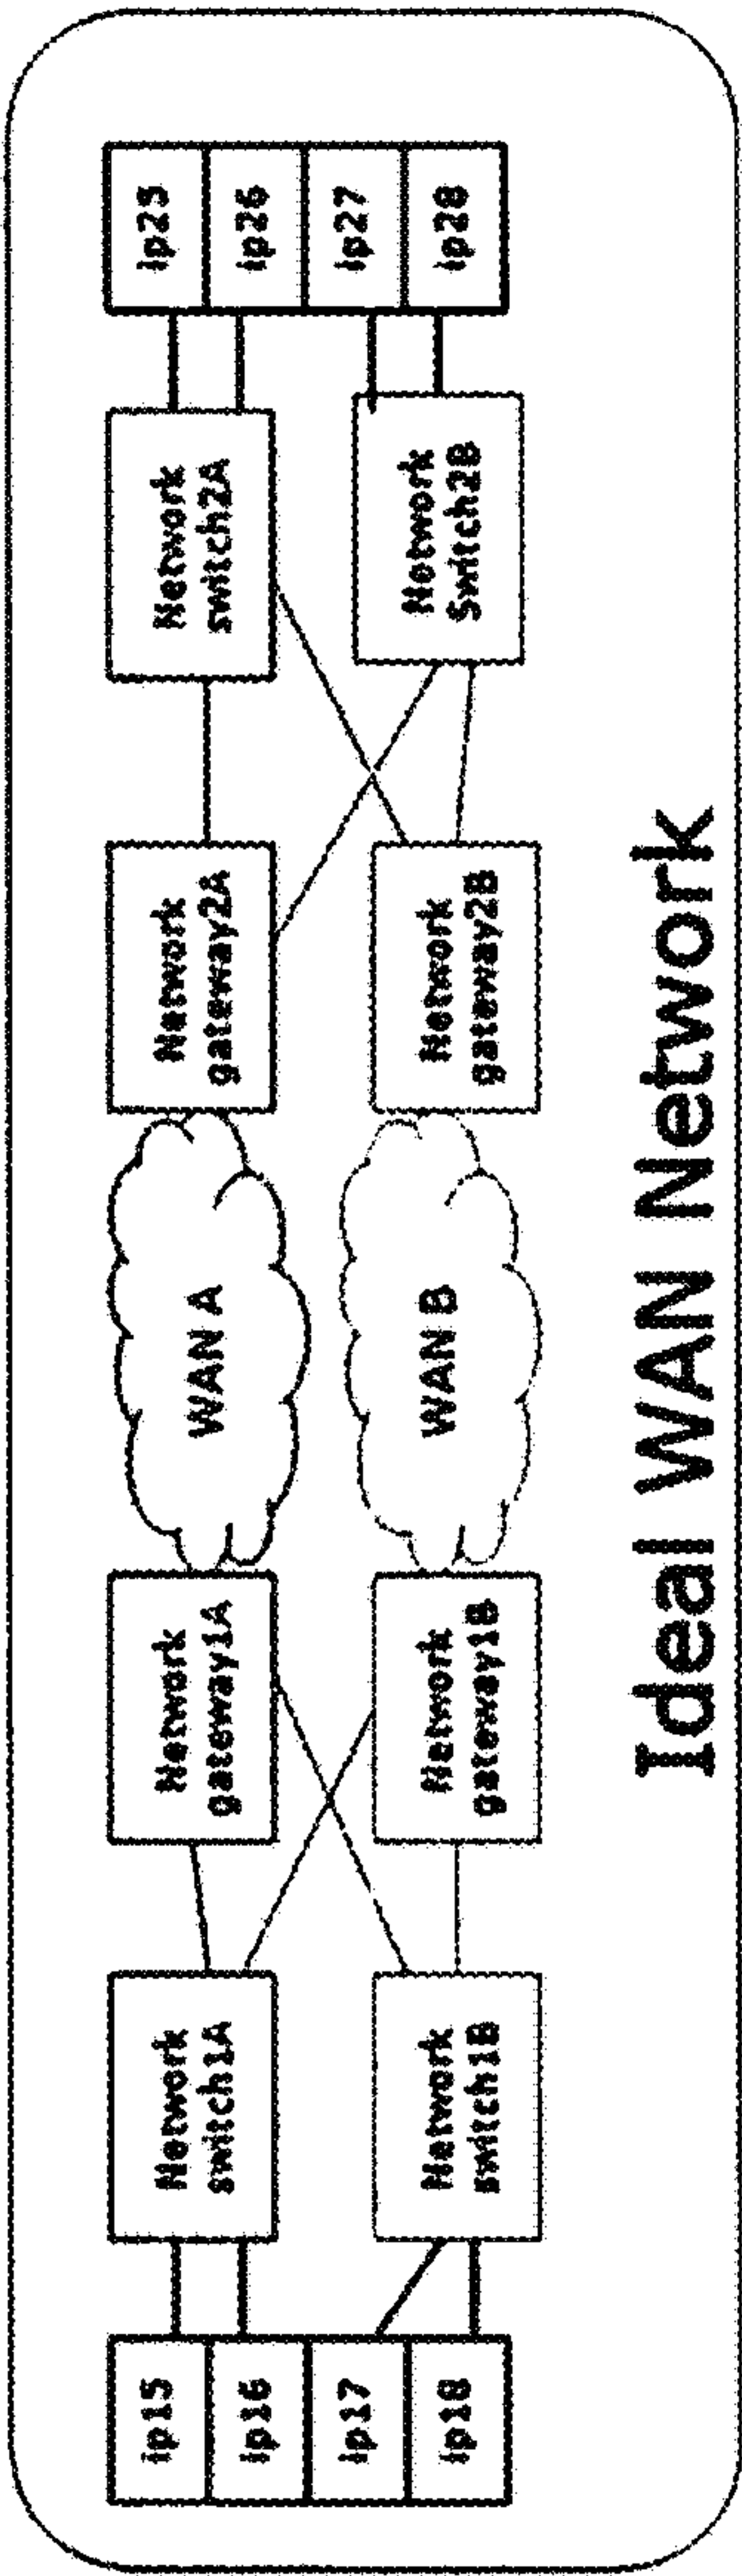 ip15
ip16
ip17
ip18
Network
switch1A
Network
switch1B
Network
gateway1A
Network
gateway1B
WAN A
WAN B
Network
gateway2A
Network
gateway2B
Network
switch2A
Network
Switch2B
ip25
ip26
ip27
ip28
Ideal WAN Network